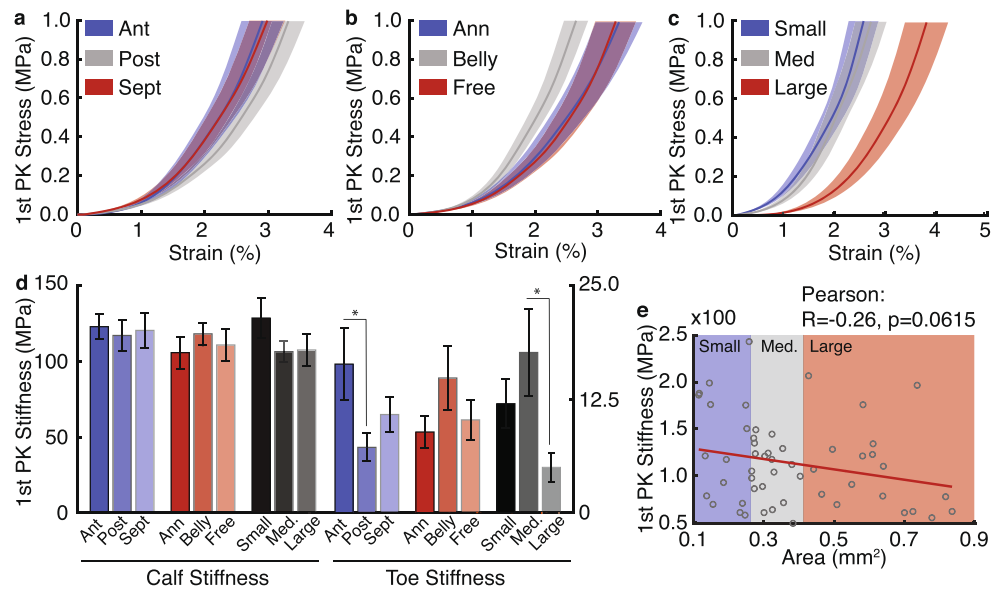 a
Ant
Post
Sept
1st PK Stress (MPa)
1.0
0.8
0.6
0.4
0.2
0.0
0 1 2 3 4
Strain (%)
b
Ann
Belly
Free
1st PK Stress (MPa)
1.0
0.8
0.6
0.4
0.2
0.0
0 1 2 3 4
Strain (%)
c
Small
Med
Large
1st PK Stress (MPa)
1.0
0.8
0.6
0.4
0.2
0.0
0 1 2 3 4 5
Strain (%)
d
1st PK Stiffness (MPa)
150
100
50
0
25.0
12.5
0
* *
Ant Post Sept Ann Belly Free Small Med. Large Ant Post Sept Ann Belly Free Small Med. Large
Calf Stiffness Toe Stiffness
e
Pearson:
R=-0.26, p=0.0615
x100
1st PK Stiffness (MPa)
2.5
2.0
1.5
1.0
0.5
Small Med. Large
0.1 0.3 0.5 0.7 0.9
Area (mm²)